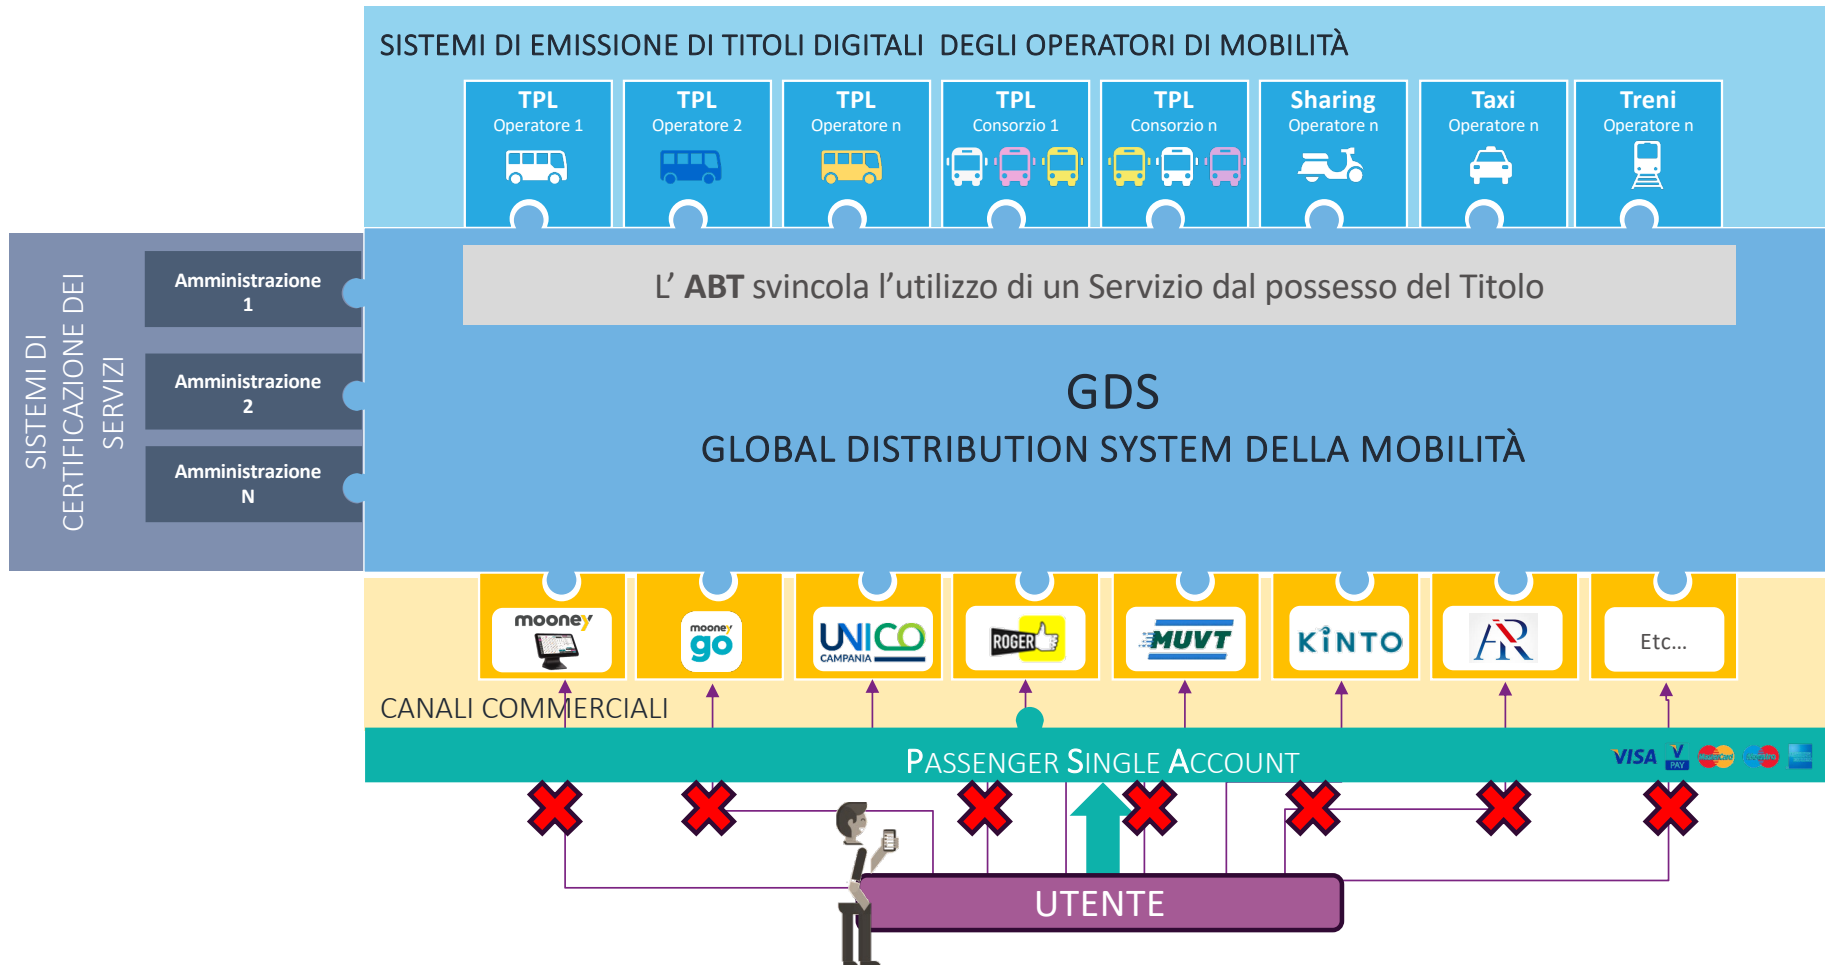 SISTEMI DI EMISSIONE DI TITOLI DIGITALI DEGLI OPERATORI DI MOBILITÀ
TPL
Operatore 1
TPL
Operatore 2
TPL
Operatore n
TPL
Consorzio 1
TPL
Consorzio n
Sharing
Operatore n
Taxi
Operatore n
Treni
Operatore n
SISTEMI DI
CERTIFICAZIONE DEI
SERVIZI
Amministrazione
1
Amministrazione
2
Amministrazione
N
L' ABT svincola l'utilizzo di un Servizio dal possesso del Titolo
GDS
GLOBAL DISTRIBUTION SYSTEM DELLA MOBILITÀ
mooney
mooney
go
UNICO
CAMPANIA
ROGER
MUVT
KINTO
AR
Etc...
CANALI COMMERCIALI
PASSENGER SINGLE ACCOUNT
VISA
V
PAY
MasterCard
UTENTE